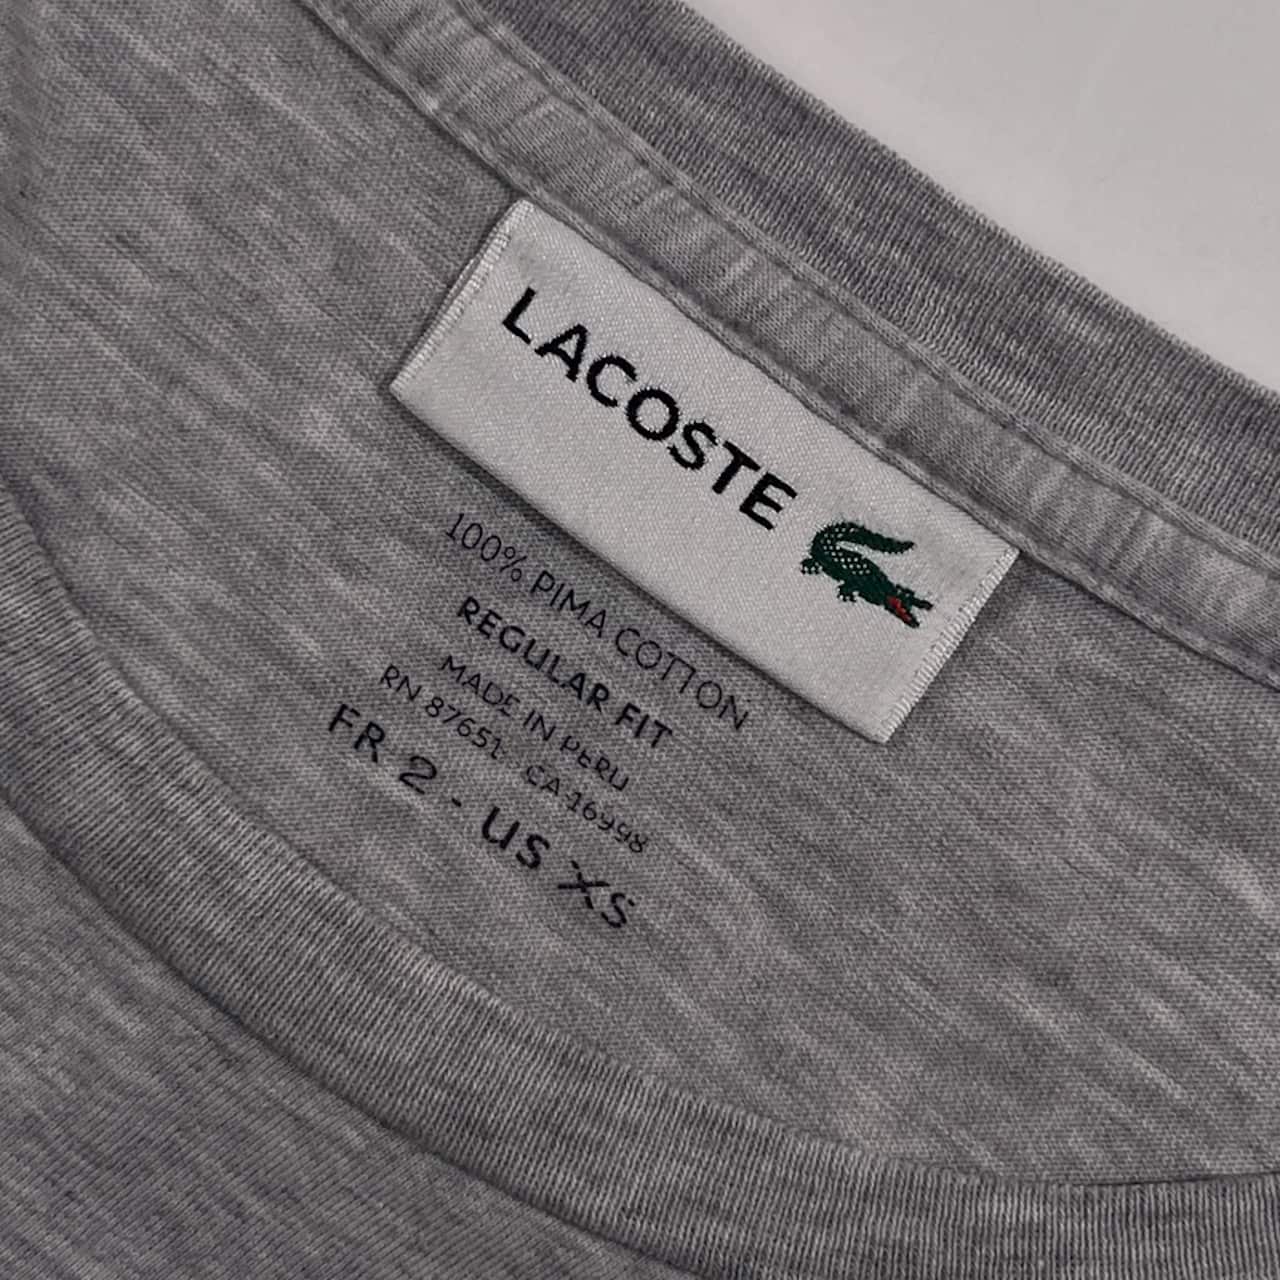 LACOSTE
100% PIMA COTTON
REGULAR FIT
MADE IN PERU
RN 87651 - CA 16998
FR 2 - US XS